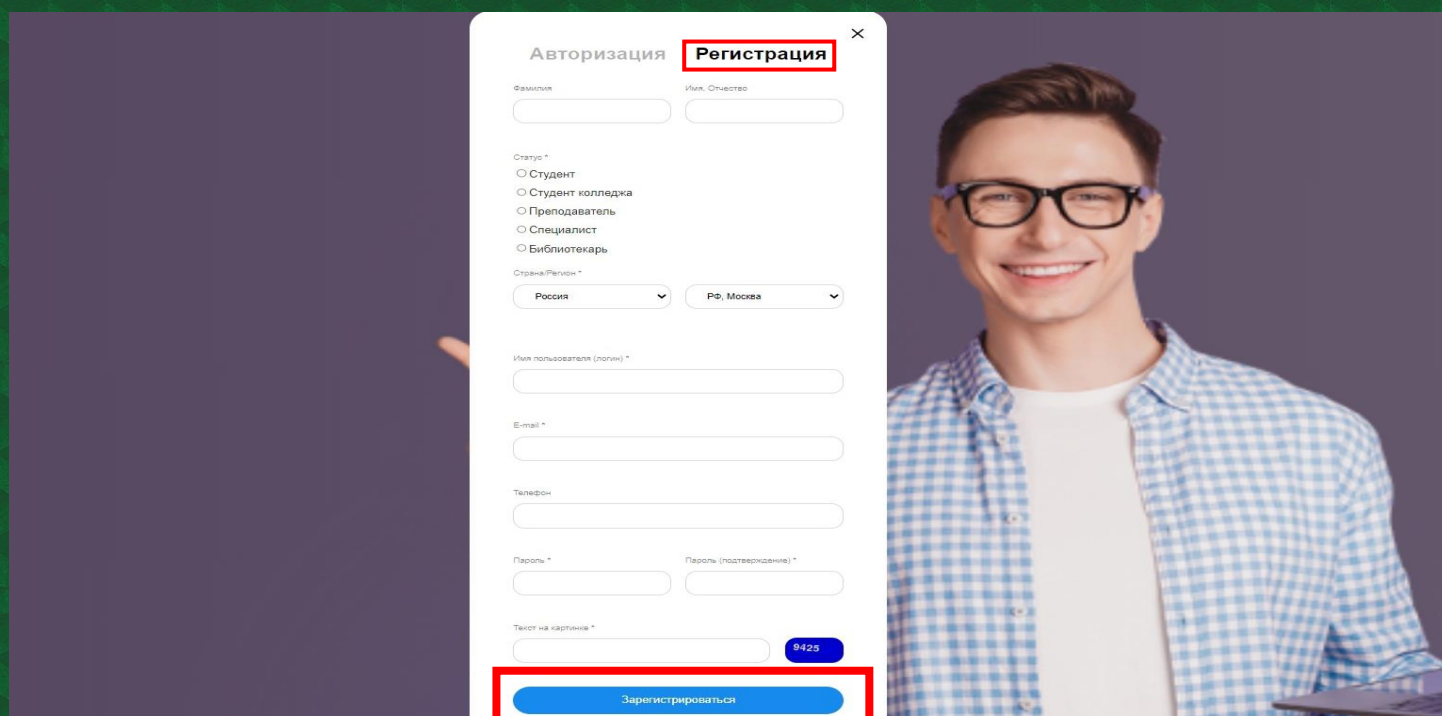 Авторизация Регистрация
Фамилия Имя, Отчество
Статус *
Студент
Студент колледжа
Преподаватель
Специалист
Библиотекарь
Страна/Регион *
Россия РФ, Москва
Имя пользователя (логин) *
E-mail *
Телефон
Пароль * Пароль (подтверждение) *
Текст на картинке *
9425
Зарегистрироваться